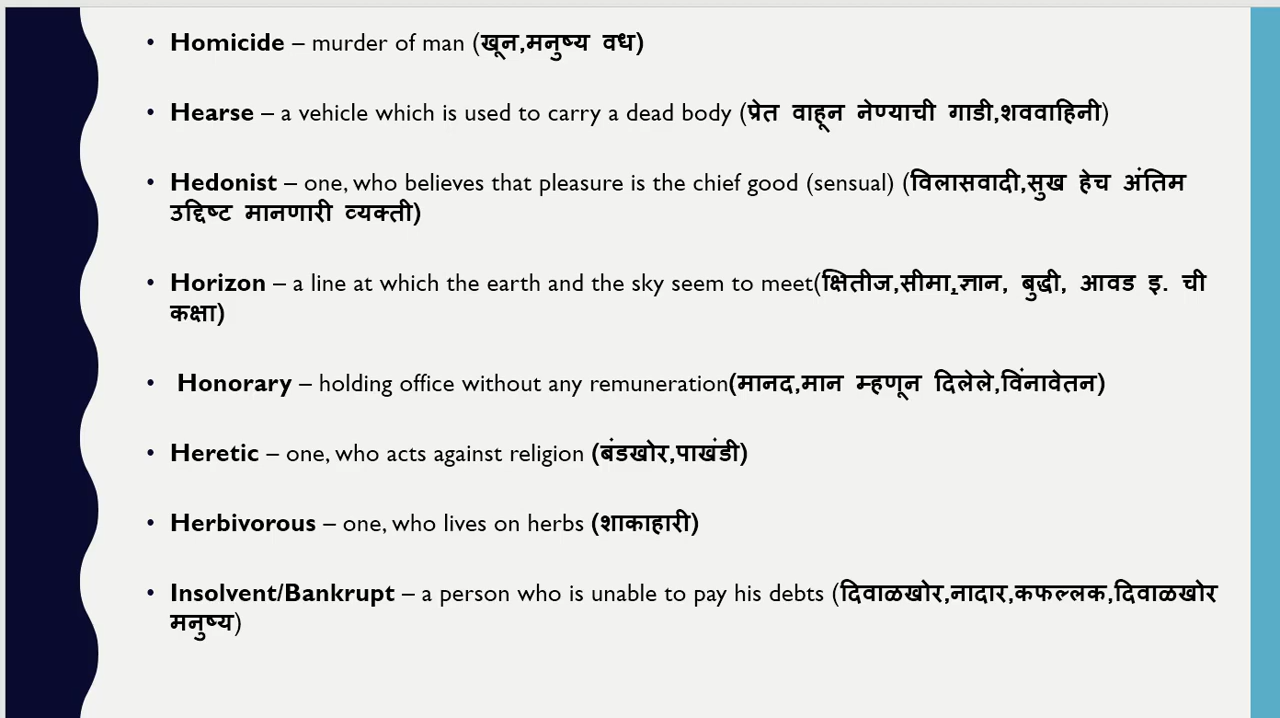 • Homicide – murder of man (खून,मनुष्य वध)
• Hearse – a vehicle which is used to carry a dead body (प्रेत वाहून नेण्याची गाडी,शववाहिनी)
• Hedonist – one, who believes that pleasure is the chief good (sensual) (विलासवादी,सुख हेच अंतिम
उद्दिष्ट मानणारी व्यक्ती)
• Horizon – a line at which the earth and the sky seem to meet(क्षितीज,सीमा,ज्ञान, बुद्धी, आवड इ. ची
कक्षा)
• Honorary – holding office without any remuneration(मानद,मान म्हणून दिलेले,विंनावेतन)
• Heretic – one, who acts against religion (बंडखोर,पाखंडी)
• Herbivorous – one, who lives on herbs (शाकाहारी)
• Insolvent/Bankrupt – a person who is unable to pay his debts (दिवाळखोर,नादार,कफल्लक,दिवाळखोर
मनुष्य)